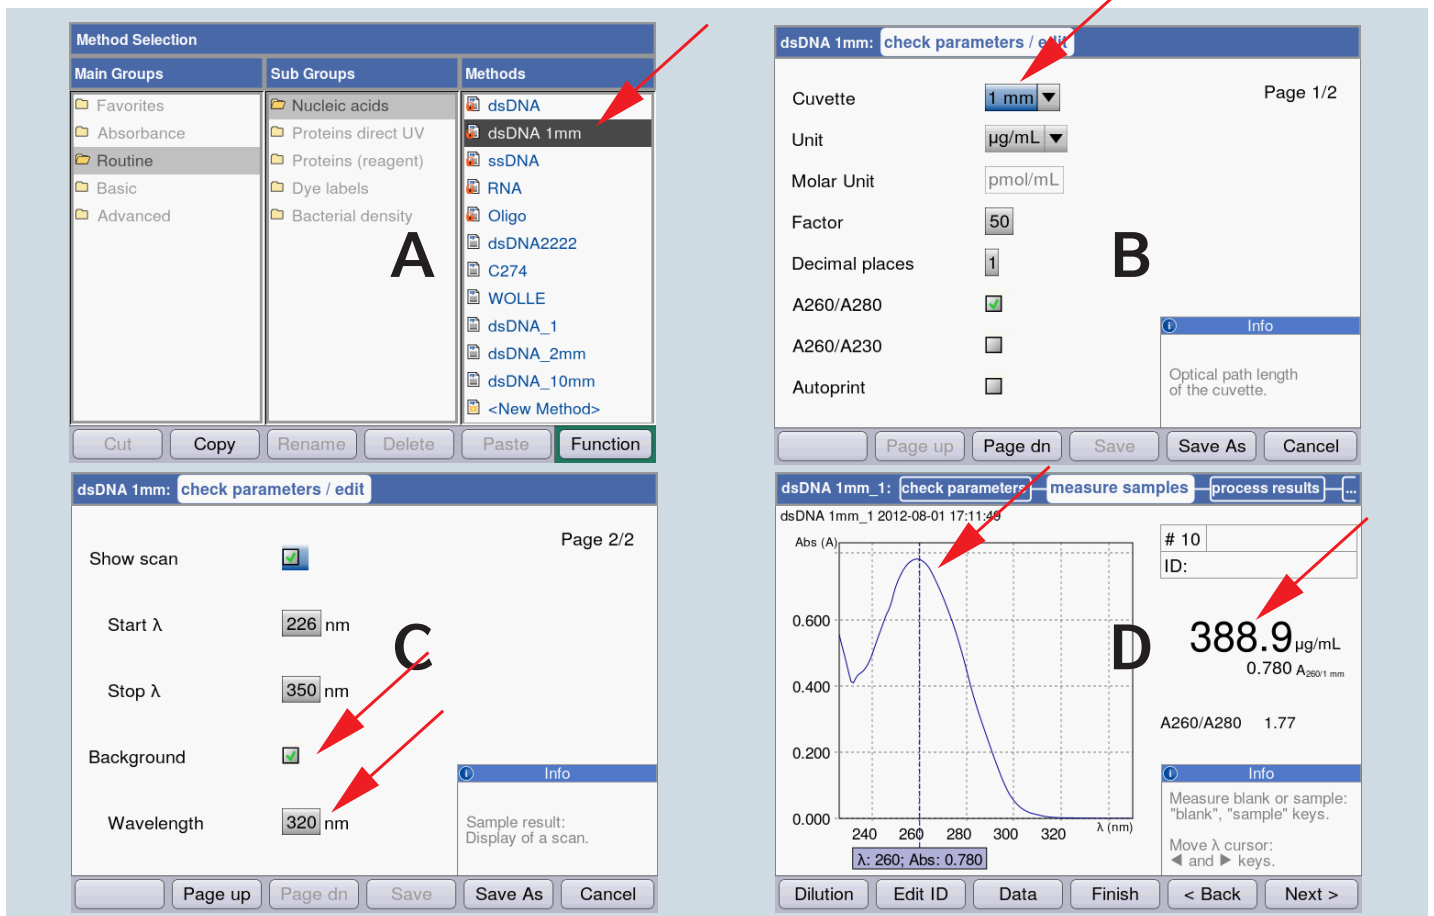 Method Selection
Main Groups
Sub Groups
Methods
Favorites
Absorbance
Routine
Basic
Advanced
Nucleic acids
Proteins direct UV
Proteins (reagent)
Dye labels
Bacterial density
dsDNA
dsDNA 1mm
ssDNA
RNA
Oligo
dsDNA2222
C274
WOLLE
dsDNA_1
dsDNA_2mm
dsDNA_10mm
<New Method>
A
Cut
Copy
Rename
Delete
Paste
Function
dsDNA 1mm: check parameters / edit
Page 1/2
Cuvette 1 mm
Unit µg/mL
Molar Unit pmol/mL
Factor 50
Decimal places 1
A260/A280
A260/A230
Autoprint
B
Info
Optical path length
of the cuvette.
Page up
Page dn
Save
Save As
Cancel
dsDNA 1mm: check parameters / edit
Page 2/2
Show scan
Start λ 226 nm
Stop λ 350 nm
Background
Wavelength 320 nm
C
Info
Sample result:
Display of a scan.
Page up
Page dn
Save
Save As
Cancel
dsDNA 1mm_1: check parameters measure samples process results ...
dsDNA 1mm_1 2012-08-01 17:11:49
Abs (A)
0.600
0.400
0.200
0.000
240 260 280 300 320 λ (nm)
λ: 260; Abs: 0.780
D
# 10
ID:
388.9 µg/mL
0.780 A260/1 mm
A260/A280 1.77
Info
Measure blank or sample:
"blank", "sample" keys.
Move λ cursor:
◀ and ▶ keys.
Dilution
Edit ID
Data
Finish
< Back
Next >